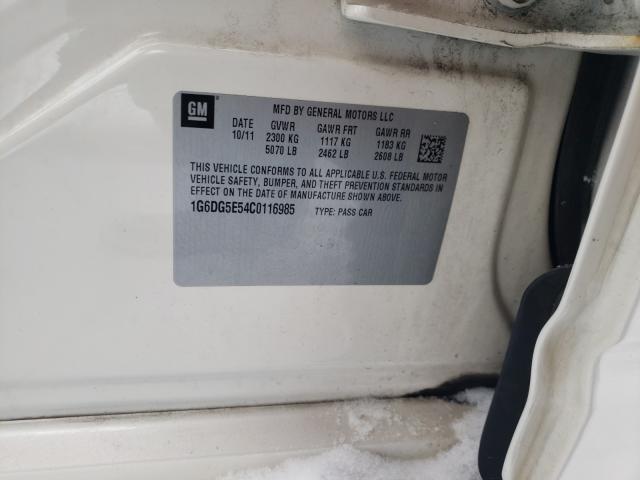 GM
MFD BY GENERAL MOTORS LLC
DATE GVWR GAWR FRT GAWR RR
10/11 2300 KG 1117 KG 1183 KG
5070 LB 2462 LB 2608 LB
THIS VEHICLE CONFORMS TO ALL APPLICABLE U.S. FEDERAL MOTOR
VEHICLE SAFETY, BUMPER, AND THEFT PREVENTION STANDARDS IN
EFFECT ON THE DATE OF MANUFACTURE SHOWN ABOVE.
1G6DG5E54C0116985 TYPE: PASS CAR